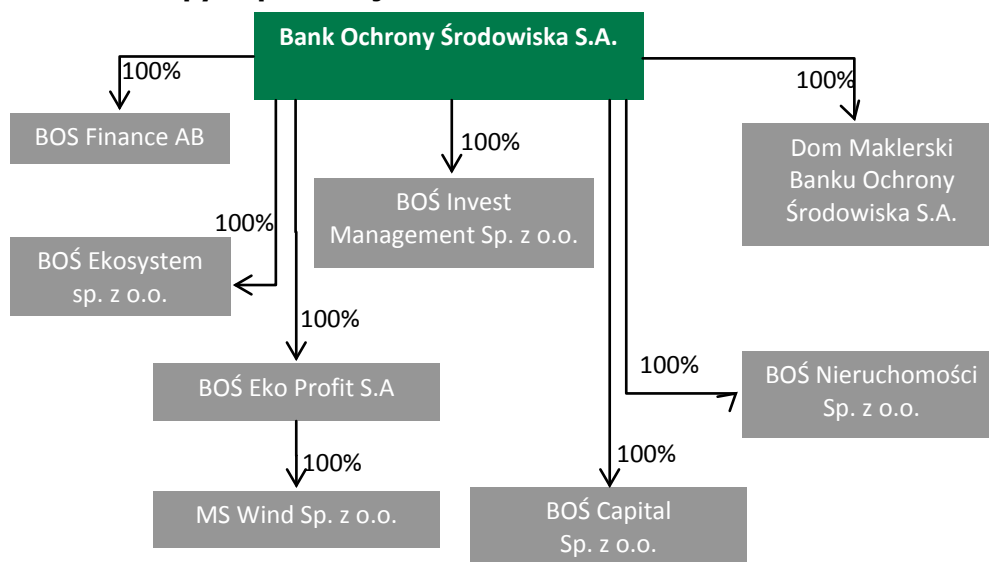 Bank Ochrony Środowiska S.A.
100%
100%
BOS Finance AB
100%
Dom Maklerski
Banku Ochrony
Środowiska S.A.
BOŚ Invest
Management Sp. z o.o.
100%
BOŚ Ekosystem
sp. z o.o.
100%
100%
BOŚ Eko Profit S.A
BOŚ Nieruchomości
Sp. z o.o.
100%
100%
MS Wind Sp. z o.o.
BOŚ Capital
Sp. z o.o.